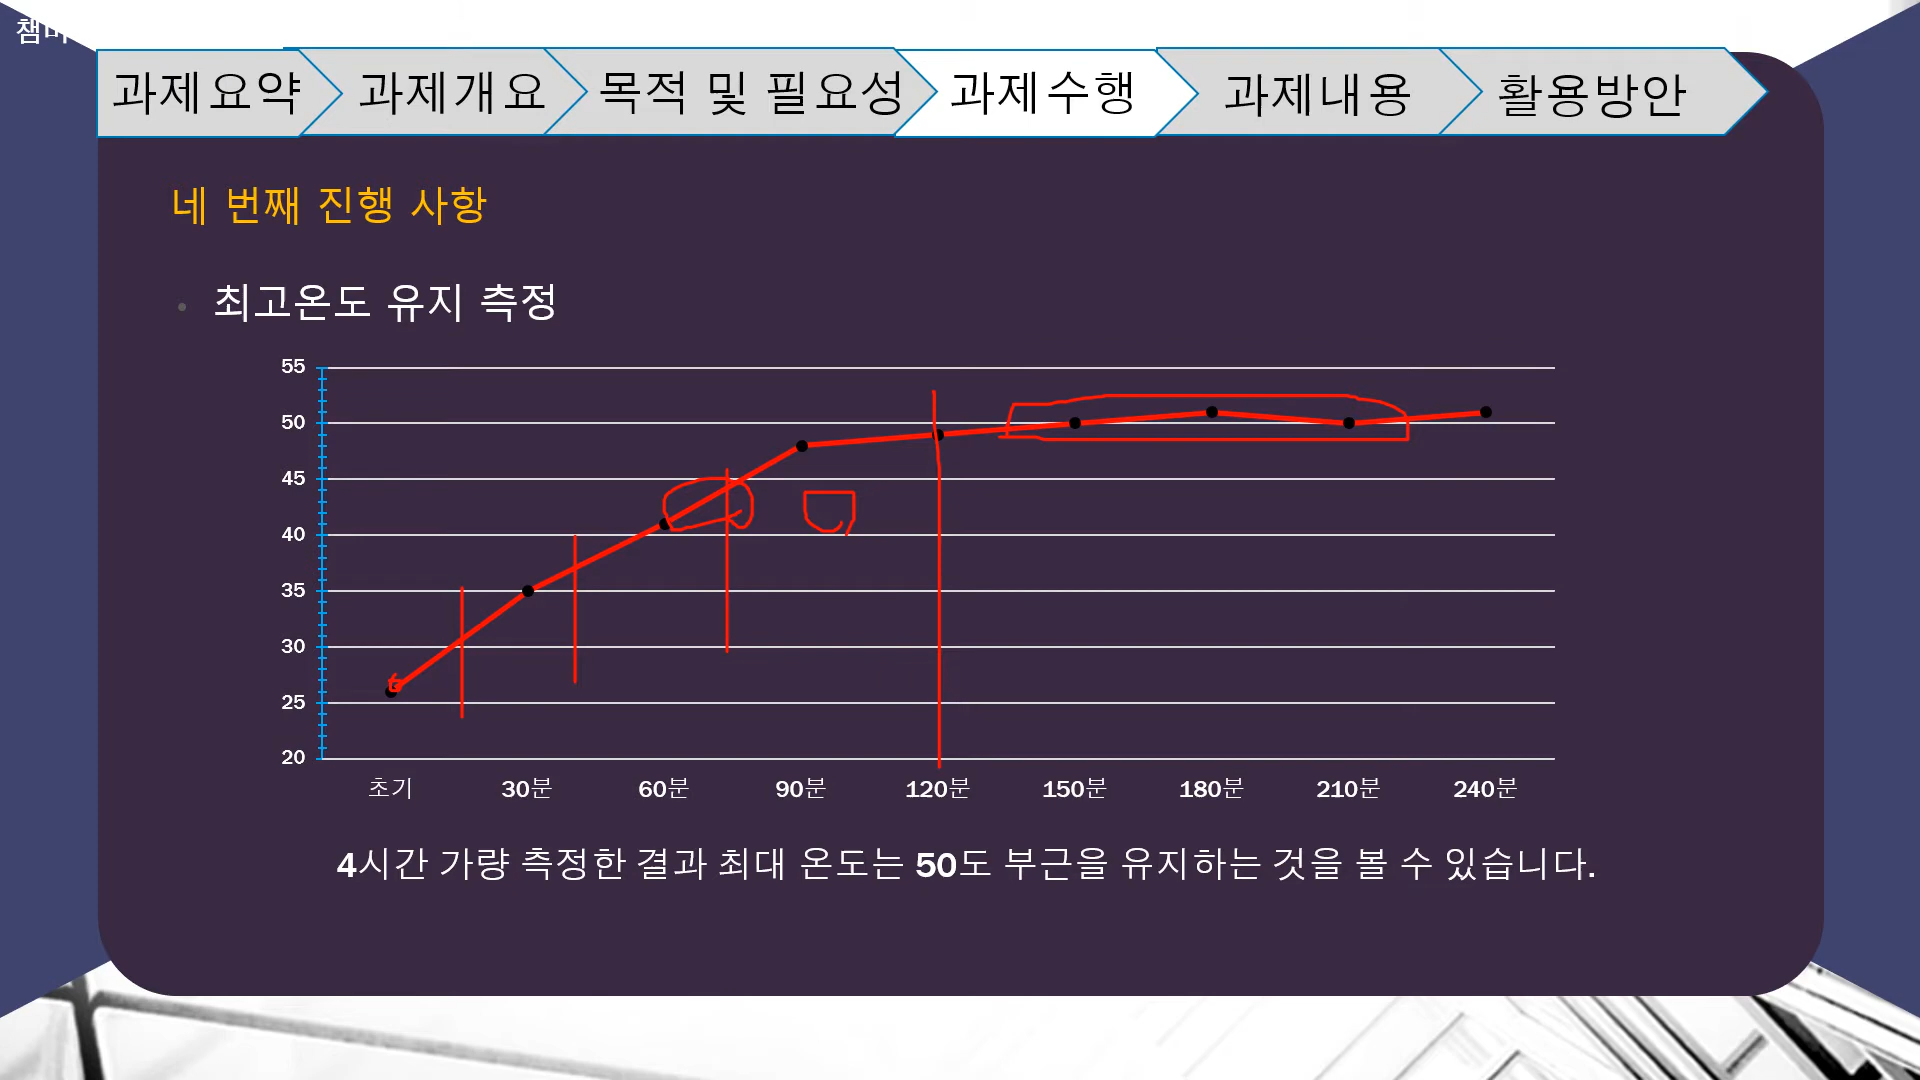 과제요약 과제개요 목적 및 필요성 과제수행 과제내용 활용방안
네 번째 진행 사항
• 최고온도 유지 측정
55
50
45
40
35
30
25
20
초기 30분 60분 90분 120분 150분 180분 210분 240분
4시간 가량 측정한 결과 최대 온도는 50도 부근을 유지하는 것을 볼 수 있습니다.